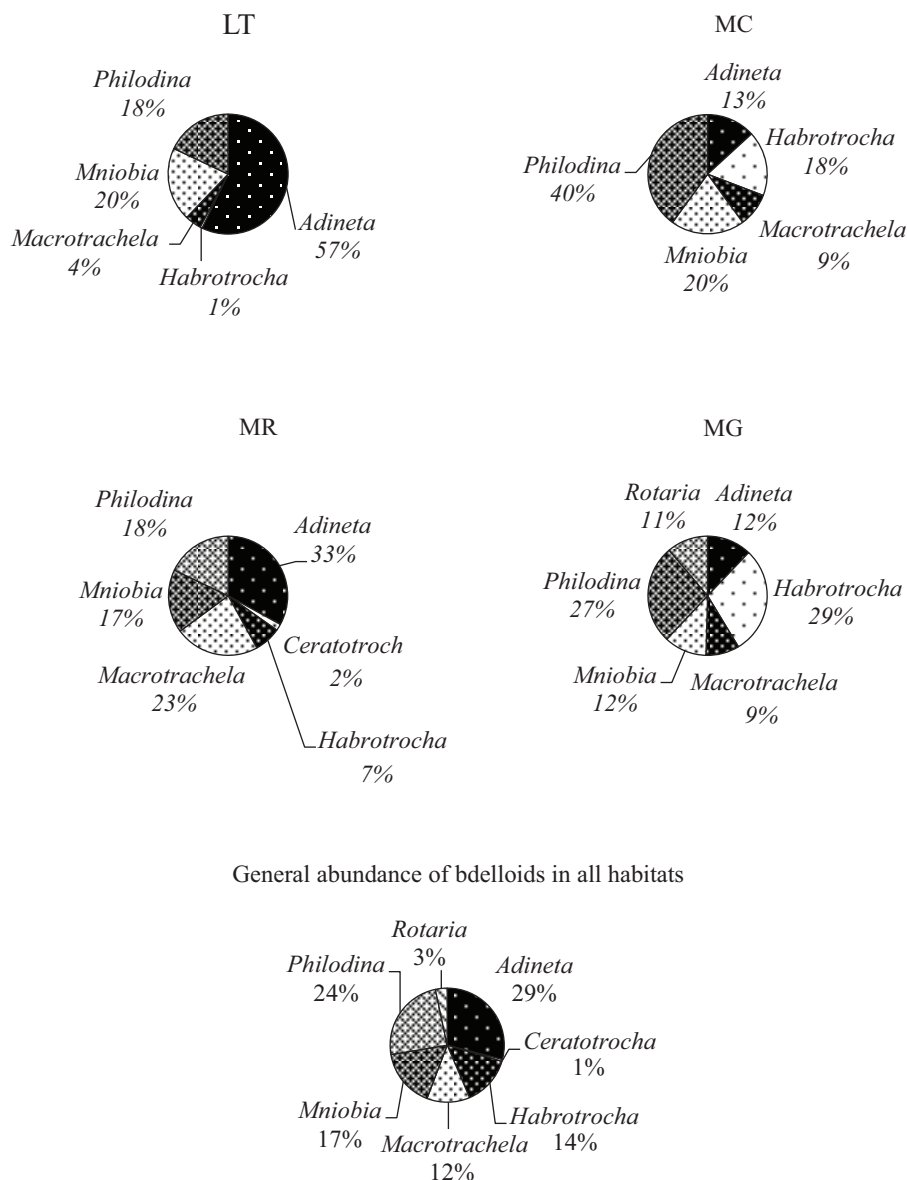 LT
Philodina
18%
Mniobia
20%
Macrotrachela
4%
Habrotrocha
1%
Adineta
57%
MC
Adineta
13%
Habrotrocha
18%
Philodina
40%
Macrotrachela
9%
Mniobia
20%
MR
Philodina
18%
Adineta
33%
Mniobia
17%
Ceratotroch
2%
Macrotrachela
23%
Habrotrocha
7%
MG
Rotaria
11%
Adineta
12%
Philodina
27%
Habrotrocha
29%
Mniobia
12%
Macrotrachela
9%
General abundance of bdelloids in all habitats
Rotaria
3%
Philodina
24%
Adineta
29%
Ceratotrocha
1%
Mniobia
17%
Habrotrocha
14%
Macrotrachela
12%